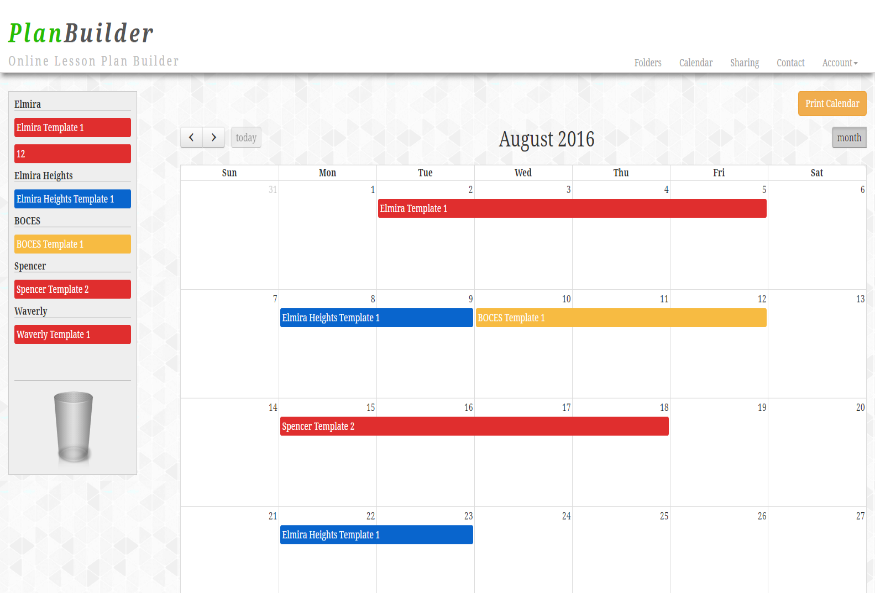 PlanBuilder
Online Lesson Plan Builder
Folders Calendar Sharing Contact Account
Elmira
Elmira Template 1
12
Elmira Heights
Elmira Heights Template 1
BOCES
BOCES Template 1
Spencer
Spencer Template 2
Waverly
Waverly Template 1
Print Calendar
today
August 2016
month
Sun Mon Tue Wed Thu Fri Sat
31 1 2 3 4 5 6
Elmira Template 1
7 8 9 10 11 12 13
Elmira Heights Template 1 BOCES Template 1
14 15 16 17 18 19 20
Spencer Template 2
21 22 23 24 25 26 27
Elmira Heights Template 1